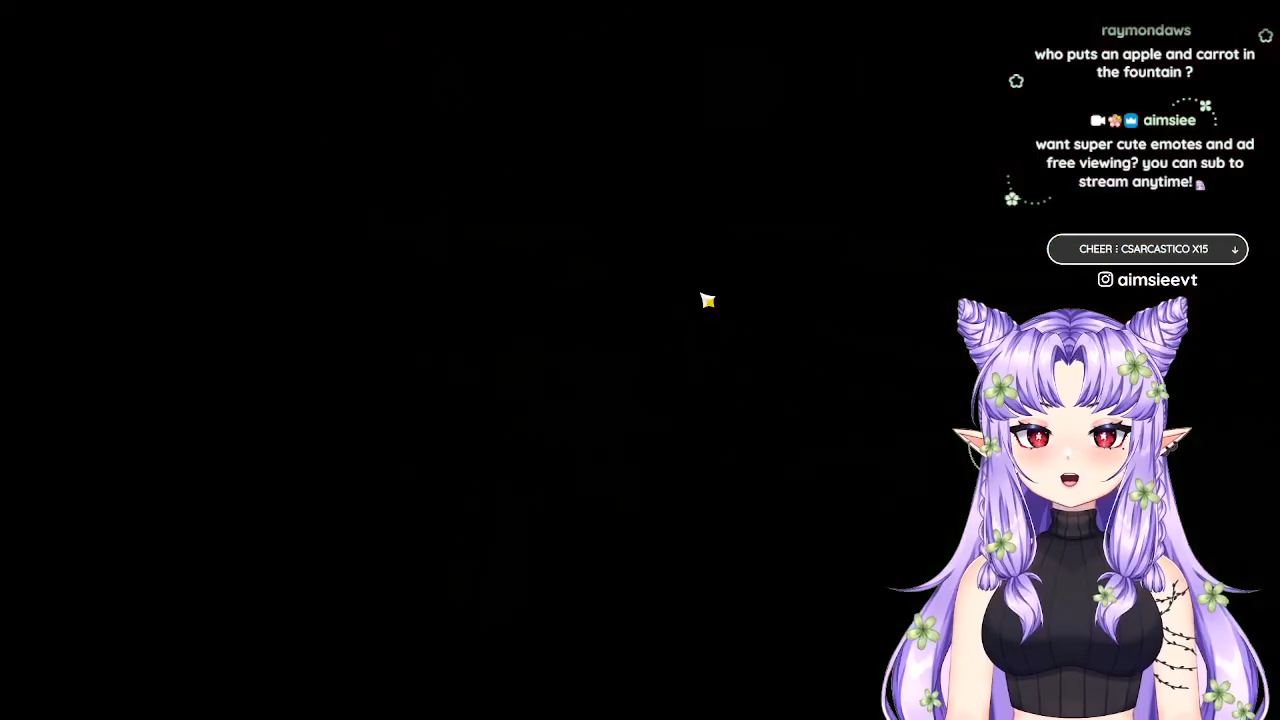 raymondaws
who puts an apple and carrot in
the fountain ?
aimsiee
want super cute emotes and ad
free viewing? you can sub to
stream anytime!
CHEER : CSARCASTICO X15
aimsieevt